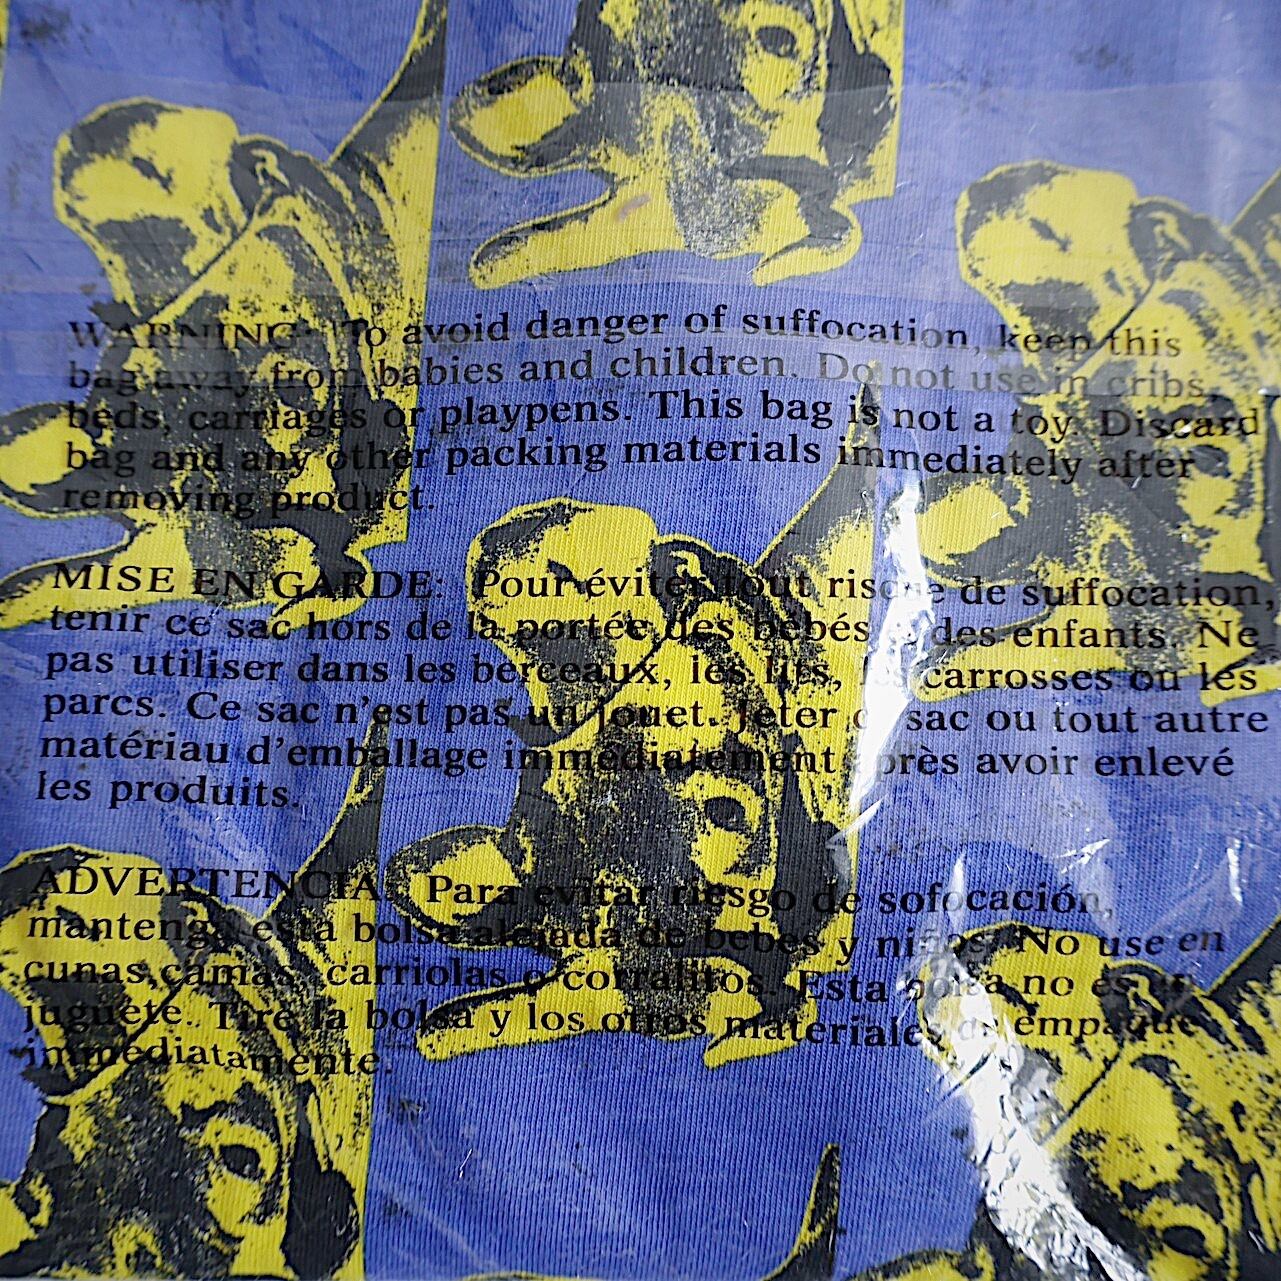 WARNING: To avoid danger of suffocation, keep this
bag away from babies and children. Do not use in cribs,
beds, carriages or playpens. This bag is not a toy. Discard
bag and any other packing materials immediately after
removing product.
MISE EN GARDE: Pour éviter tout risque de suffocation,
tenir ce sac hors de la portée des bébés des enfants. Ne
pas utiliser dans les berceaux, les lits, les carrosses ou les
parcs. Ce sac n'est pas un jouet. Jeter ce sac ou tout autre
matériau d'emballage immédiatement après avoir enlevé
les produits.
ADVERTENCIA: Para evitar riesgo de sofocación,
mantenga esta bolsa alejada de bebés y niños. No use en
cunas, camas, carriolas o corralitos. Esta bolsa no es un
juguete. Tire la bolsa y los otros materiales de empaque
immediatamente.